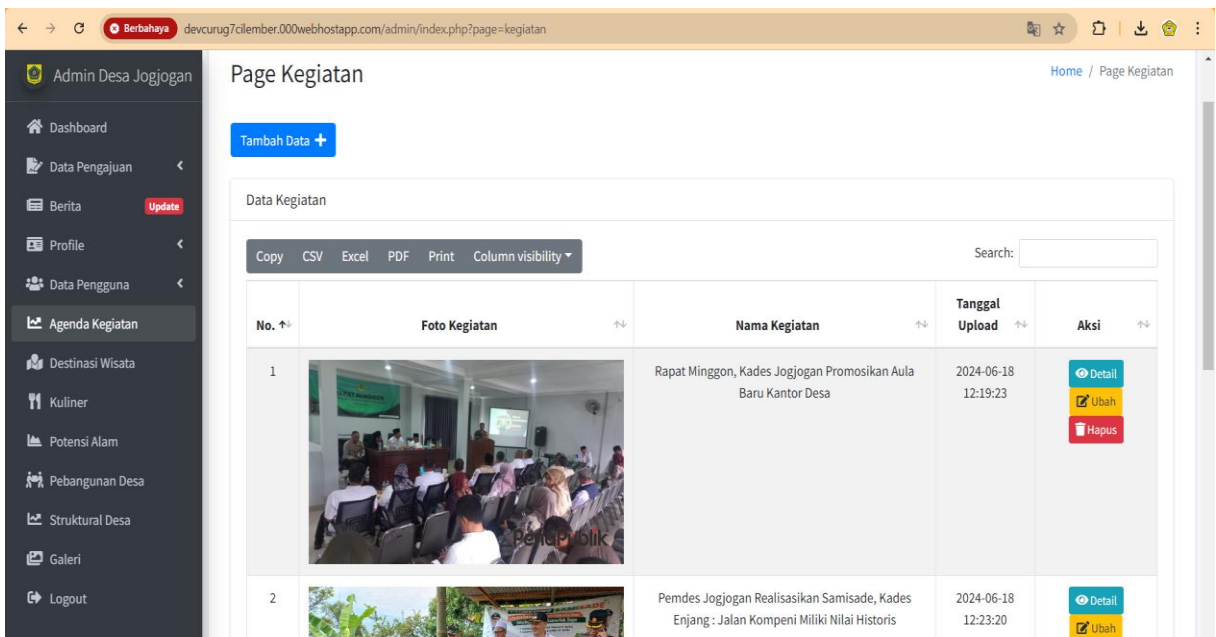 Berbahaya devcurug7cilember.000webhostapp.com/admin/index.php?page=kegiatan
Admin Desa Jogjogan
Dashboard
Data Pengajuan
Berita Update
Profile
Data Pengguna
Agenda Kegiatan
Destinasi Wisata
Kuliner
Potensi Alam
Pebangunan Desa
Struktural Desa
Galeri
Logout
Page Kegiatan
Home / Page Kegiatan
Tambah Data
Data Kegiatan
Copy CSV Excel PDF Print Column visibility
Search:
No. Foto Kegiatan Nama Kegiatan Tanggal Upload Aksi
1
PenaPublik
Rapat Minggon, Kades Jogjogan Promosikan Aula
Baru Kantor Desa
2024-06-18
12:19:23
Detail
Ubah
Hapus
2
Pemdes Jogjogan Realisasikan Samisade, Kades
Enjang : Jalan Kompeni Miliki Nilai Historis
2024-06-18
12:23:20
Detail
Ubah